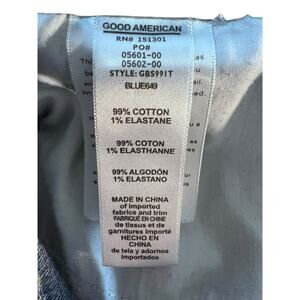 GOOD AMERICAN
RN# 151301
PO#
05601-00
05602-00
STYLE: GBS991T
BLUE649
99% COTTON
1% ELASTANE
99% COTON
1% ELASTHANNE
99% ALGODÓN
1% ELASTANO
MADE IN CHINA
of imported
fabrics and trim
FABRIQUÉ EN CHINE
de tissus et de
garnitures importés
HECHO EN
CHINA
de tela y adornos
importados